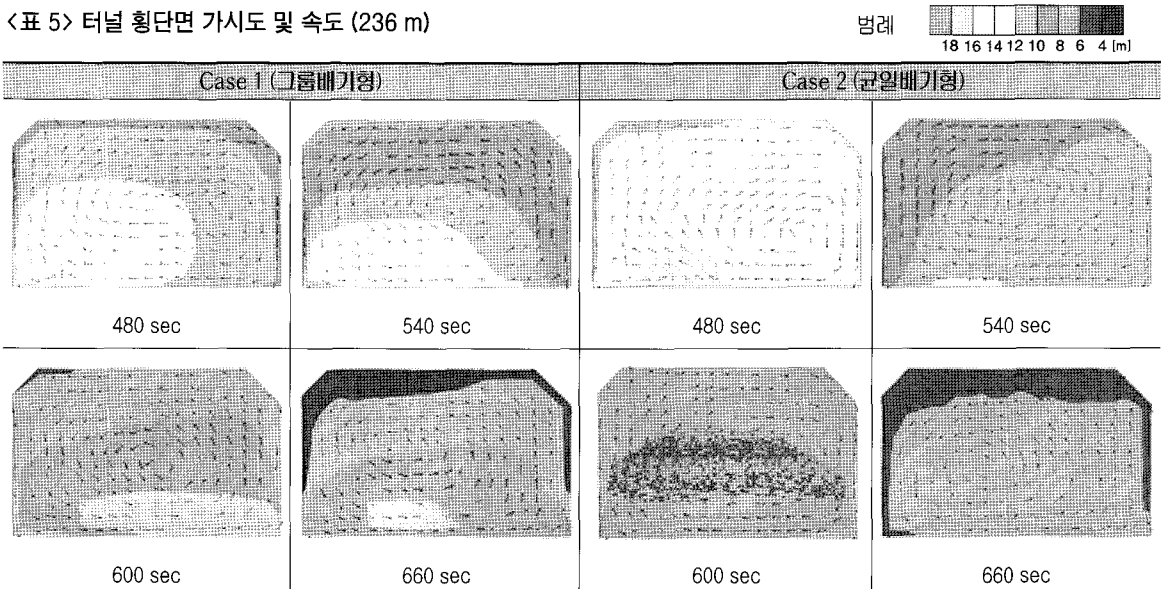 <표 5> 터널 횡단면 가시도 및 속도 (236 m)
범례
18 16 14 12 10 8 6 4 [m]
Case 1 (그룹배기형) Case 2 (균일배기형)
480 sec 540 sec 480 sec 540 sec
600 sec 660 sec 600 sec 660 sec